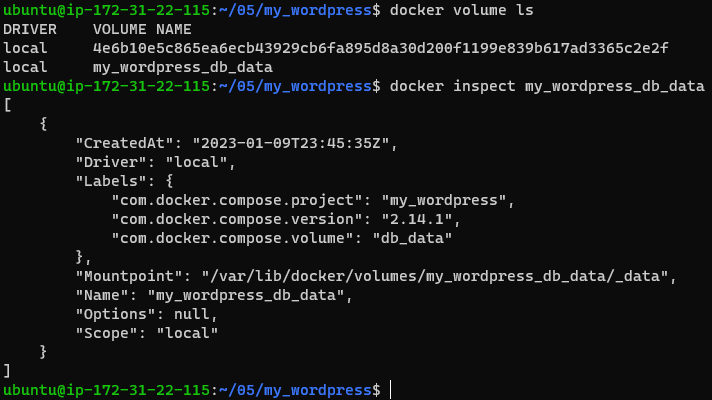 ubuntu@ip-172-31-22-115:~/05/my_wordpress$ docker volume ls
DRIVER    VOLUME NAME
local     4e6b10e5c865ea6ecb43929cb6fa895d8a30d200f1199e839b617ad3365c2e2f
local     my_wordpress_db_data
ubuntu@ip-172-31-22-115:~/05/my_wordpress$ docker inspect my_wordpress_db_data
[
    {
        "CreatedAt": "2023-01-09T23:45:35Z",
        "Driver": "local",
        "Labels": {
            "com.docker.compose.project": "my_wordpress",
            "com.docker.compose.version": "2.14.1",
            "com.docker.compose.volume": "db_data"
        },
        "Mountpoint": "/var/lib/docker/volumes/my_wordpress_db_data/_data",
        "Name": "my_wordpress_db_data",
        "Options": null,
        "Scope": "local"
    }
]
ubuntu@ip-172-31-22-115:~/05/my_wordpress$